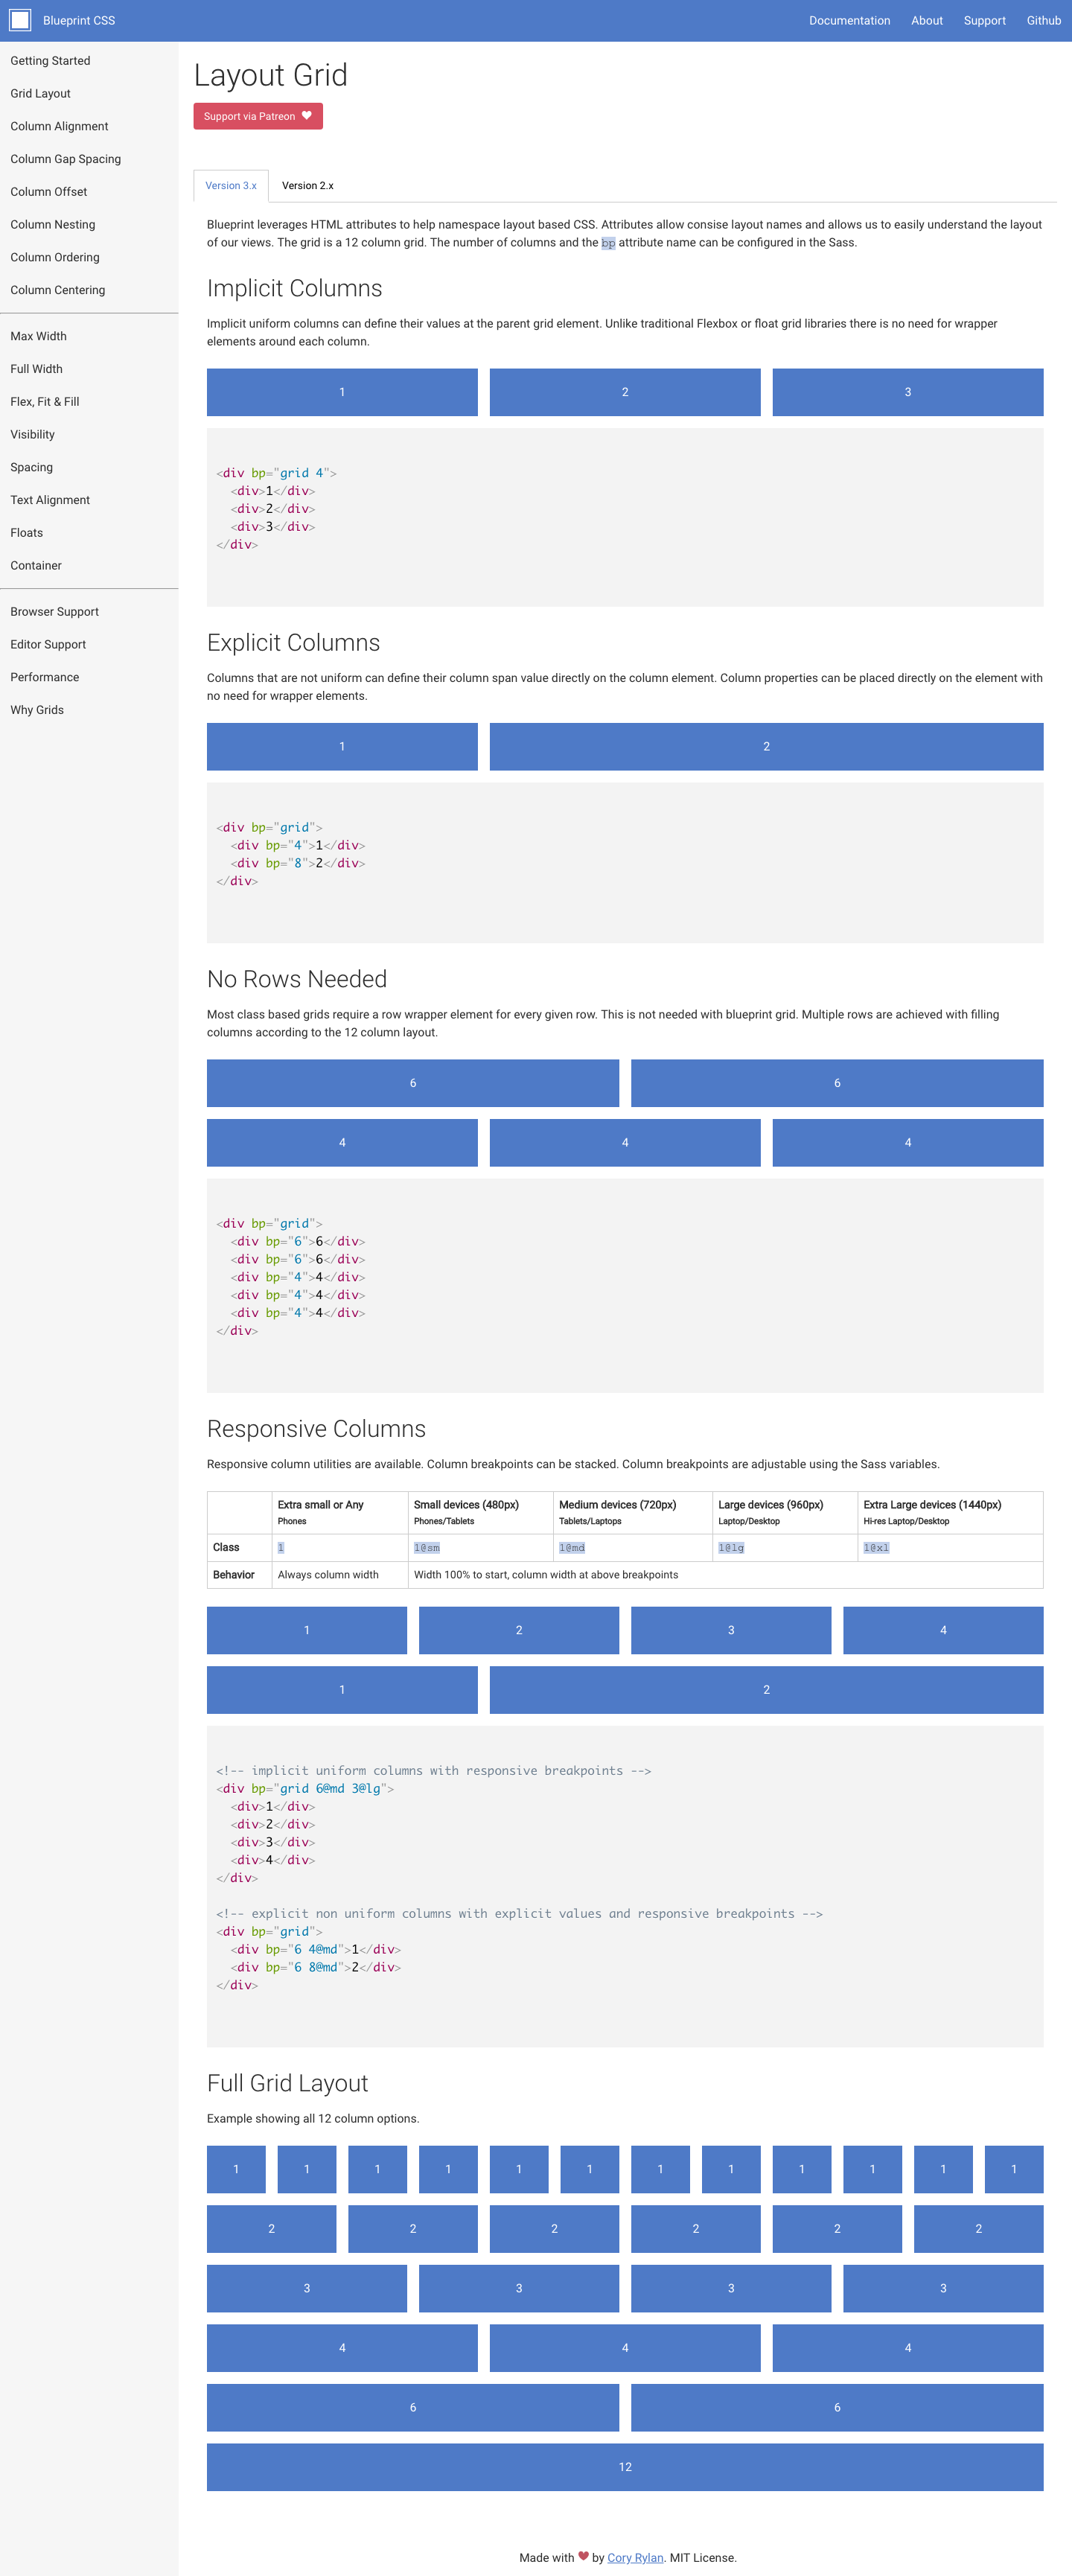 Blueprint CSS
Documentation About Support Github
Getting Started
Grid Layout
Column Alignment
Column Gap Spacing
Column Offset
Column Nesting
Column Ordering
Column Centering
Max Width
Full Width
Flex, Fit & Fill
Visibility
Spacing
Text Alignment
Floats
Container
Browser Support
Editor Support
Performance
Why Grids
Layout Grid
Support via Patreon
Version 3.x Version 2.x
Blueprint leverages HTML attributes to help namespace layout based CSS. Attributes allow consise layout names and allows us to easily understand the layout
of our views. The grid is a 12 column grid. The number of columns and the bp attribute name can be configured in the Sass.
Implicit Columns
Implicit uniform columns can define their values at the parent grid element. Unlike traditional Flexbox or float grid libraries there is no need for wrapper
elements around each column.
1 2 3
<div bp="grid 4">
  <div>1</div>
  <div>2</div>
  <div>3</div>
</div>
Explicit Columns
Columns that are not uniform can define their column span value directly on the column element. Column properties can be placed directly on the element with
no need for wrapper elements.
1 2
<div bp="grid">
  <div bp="4">1</div>
  <div bp="8">2</div>
</div>
No Rows Needed
Most class based grids require a row wrapper element for every given row. This is not needed with blueprint grid. Multiple rows are achieved with filling
columns according to the 12 column layout.
6 6
4 4 4
<div bp="grid">
  <div bp="6">6</div>
  <div bp="6">6</div>
  <div bp="4">4</div>
  <div bp="4">4</div>
  <div bp="4">4</div>
</div>
Responsive Columns
Responsive column utilities are available. Column breakpoints can be stacked. Column breakpoints are adjustable using the Sass variables.
Extra small or Any Small devices (480px) Medium devices (720px) Large devices (960px) Extra Large devices (1440px)
Phones Phones/Tablets Tablets/Laptops Laptop/Desktop Hi-res Laptop/Desktop
Class 1 1@sm 1@md 1@lg 1@xl
Behavior Always column width Width 100% to start, column width at above breakpoints
1 2 3 4
1 2
<!-- implicit uniform columns with responsive breakpoints -->
<div bp="grid 6@md 3@lg">
  <div>1</div>
  <div>2</div>
  <div>3</div>
  <div>4</div>
</div>
<!-- explicit non uniform columns with explicit values and responsive breakpoints -->
<div bp="grid">
  <div bp="6 4@md">1</div>
  <div bp="6 8@md">2</div>
</div>
Full Grid Layout
Example showing all 12 column options.
1 1 1 1 1 1 1 1 1 1 1 1
2 2 2 2 2 2
3 3 3 3
4 4 4
6 6
12
Made with by Cory Rylan. MIT License.